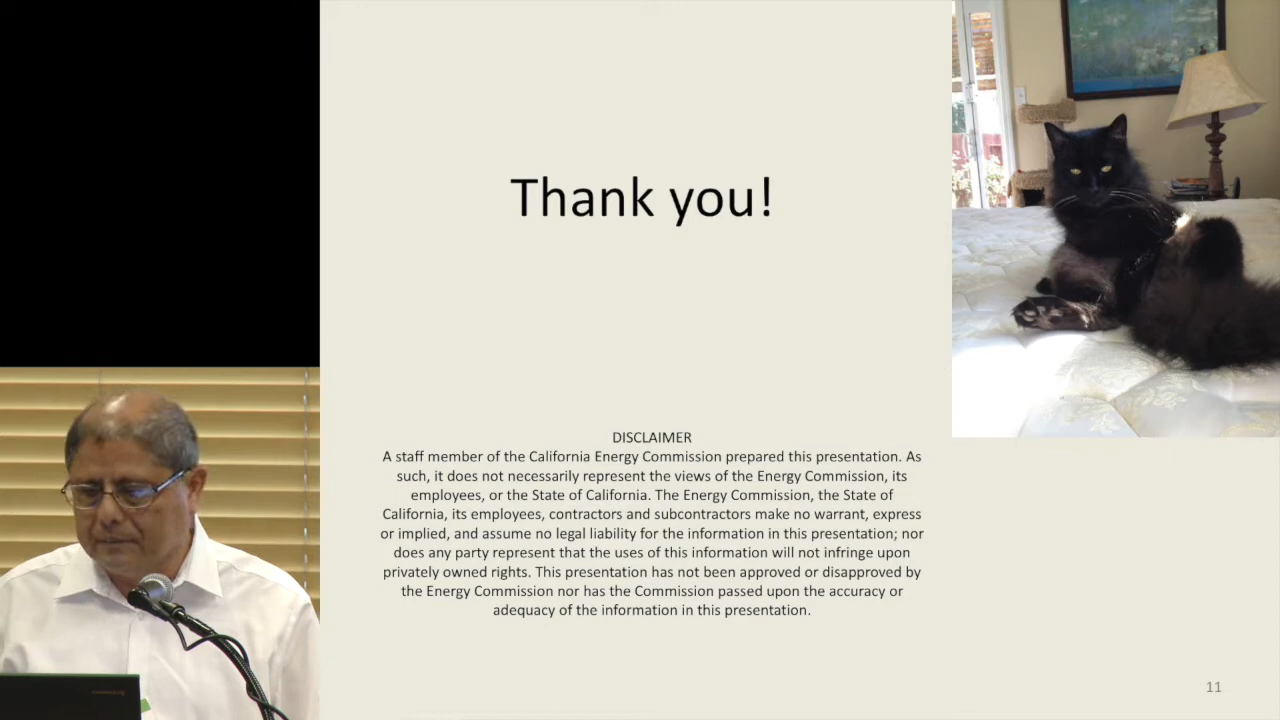 Thank you!
DISCLAIMER
A staff member of the California Energy Commission prepared this presentation. As
such, it does not necessarily represent the views of the Energy Commission, its
employees, or the State of California. The Energy Commission, the State of
California, its employees, contractors and subcontractors make no warrant, express
or implied, and assume no legal liability for the information in this presentation; nor
does any party represent that the uses of this information will not infringe upon
privately owned rights. This presentation has not been approved or disapproved by
the Energy Commission nor has the Commission passed upon the accuracy or
adequacy of the information in this presentation.
11